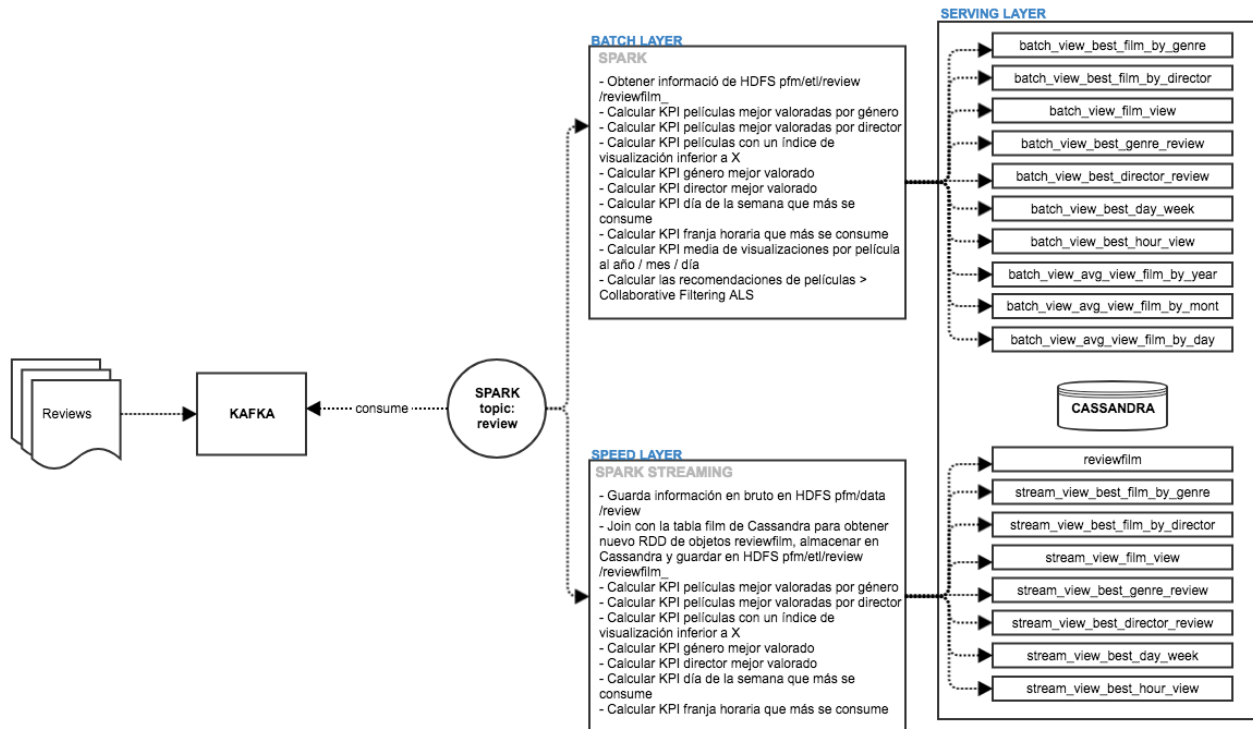 SERVING LAYER
BATCH LAYER
SPARK
- Obtener informació de HDFS pfm/etl/review
/reviewfilm_
- Calcular KPI películas mejor valoradas por género
- Calcular KPI películas mejor valoradas por director
- Calcular KPI películas con un índice de
visualización inferior a X
- Calcular KPI género mejor valorado
- Calcular KPI director mejor valorado
- Calcular KPI día de la semana que más se
consume
- Calcular KPI franja horaria que más se consume
- Calcular KPI media de visualizaciones por película
al año / mes / día
- Calcular las recomendaciones de películas >
Collaborative Filtering ALS
batch_view_best_film_by_genre
batch_view_best_film_by_director
batch_view_film_view
batch_view_best_genre_review
batch_view_best_director_review
batch_view_best_day_week
batch_view_best_hour_view
batch_view_avg_view_film_by_year
batch_view_avg_view_film_by_mont
batch_view_avg_view_film_by_day
Reviews
KAFKA
consume
SPARK
topic:
review
CASSANDRA
SPEED LAYER
SPARK STREAMING
- Guarda información en bruto en HDFS pfm/data
/review
- Join con la tabla film de Cassandra para obtener
nuevo RDD de objetos reviewfilm, almacenar en
Cassandra y guardar en HDFS pfm/etl/review
/reviewfilm_
- Calcular KPI películas mejor valoradas por género
- Calcular KPI películas mejor valoradas por director
- Calcular KPI películas con un índice de
visualización inferior a X
- Calcular KPI género mejor valorado
- Calcular KPI director mejor valorado
- Calcular KPI día de la semana que más se
consume
- Calcular KPI franja horaria que más se consume
reviewfilm
stream_view_best_film_by_genre
stream_view_best_film_by_director
stream_view_film_view
stream_view_best_genre_review
stream_view_best_director_review
stream_view_best_day_week
stream_view_best_hour_view